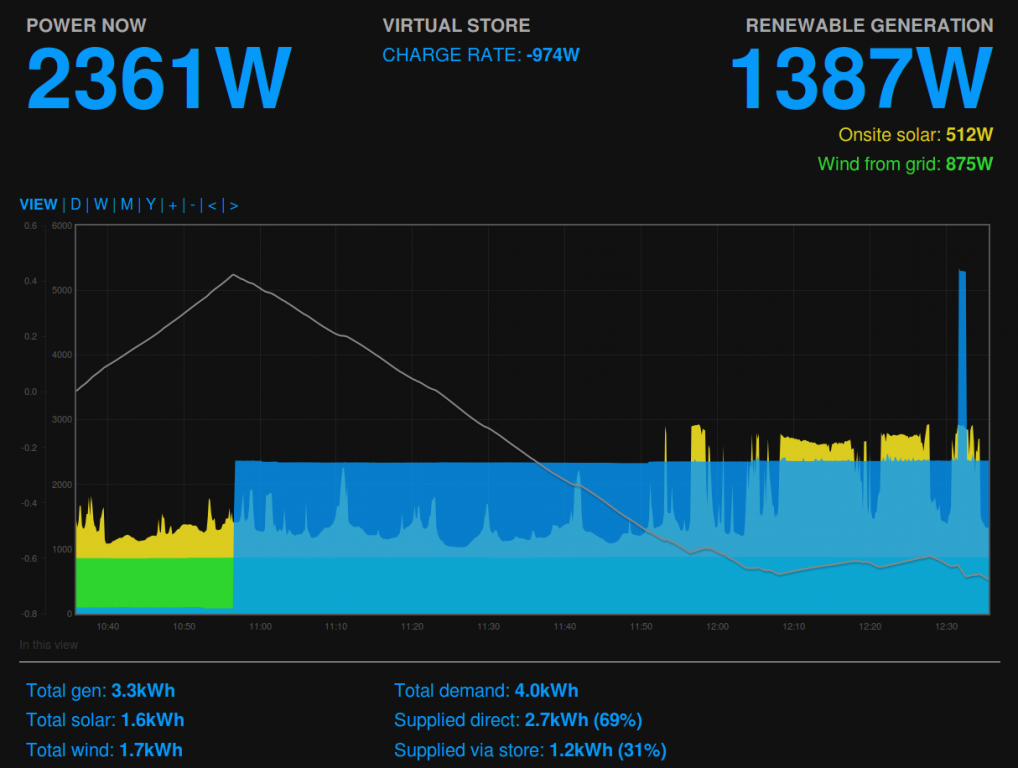 POWER NOW
2361W
VIRTUAL STORE
CHARGE RATE: -974W
RENEWABLE GENERATION
1387W
Onsite solar: 512W
Wind from grid: 875W
VIEW | D | W | M | Y | + | - | < | >
0.6
0.4
0.2
0.0
-0.2
-0.4
-0.6
-0.8
6000
5000
4000
3000
2000
1000
0
10:40 10:50 11:00 11:10 11:20 11:30 11:40 11:50 12:00 12:10 12:20 12:30
In this view
Total gen: 3.3kWh
Total solar: 1.6kWh
Total wind: 1.7kWh
Total demand: 4.0kWh
Supplied direct: 2.7kWh (69%)
Supplied via store: 1.2kWh (31%)